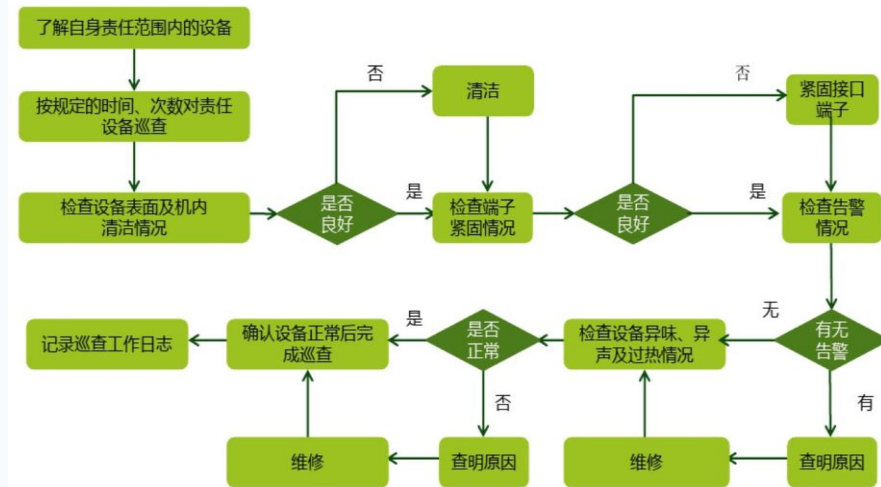 了解自身责任范围内的设备
否
清洁
否
紧固接口
端子
按规定的时间、次数对责任
设备巡查
检查设备表面及机内
清洁情况
是否
良好
是
检查端子
紧固情况
是否
良好
是
检查告警
情况
记录巡查工作日志
确认设备正常后完
成巡查
是
是否
正常
检查设备异味、异
声及过热情况
无
有无
告警
否
有
维修
查明原因
维修
查明原因